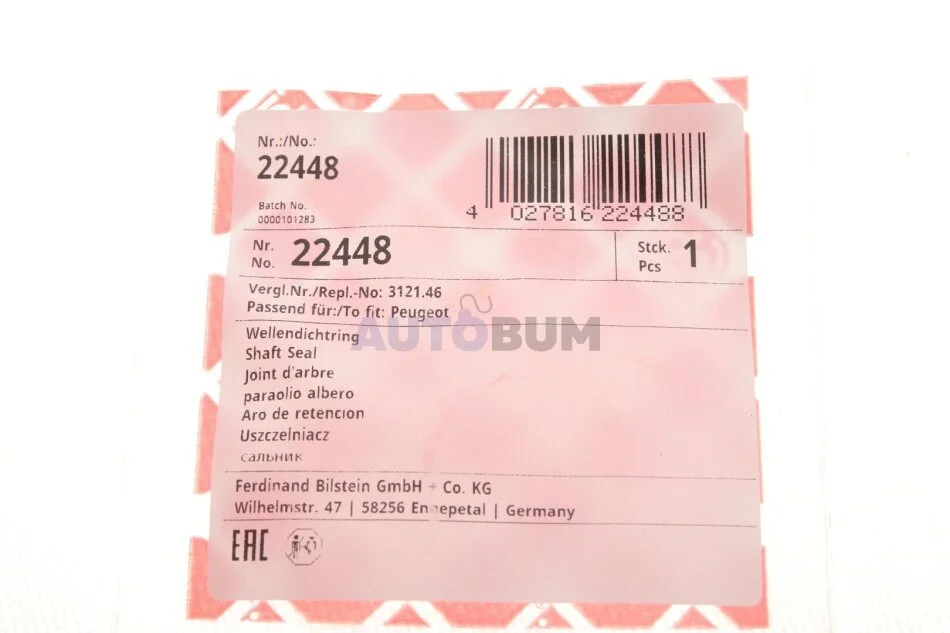 Nr.:/No.:
22448
Batch No.
0000101283
4 027816 224488
Nr.
No. 22448
Stck.
Pcs 1
Vergl.Nr./Repl.-No: 3121.46
Passend für:/To fit: Peugeot
AUTOBUM
Wellendichtring
Shaft Seal
Joint d'arbre
paraolio albero
Aro de retencion
Uszczelniacz
сальник
Ferdinand Bilstein GmbH + Co. KG
Wilhelmstr. 47 | 58256 Ennepetal | Germany
EAC